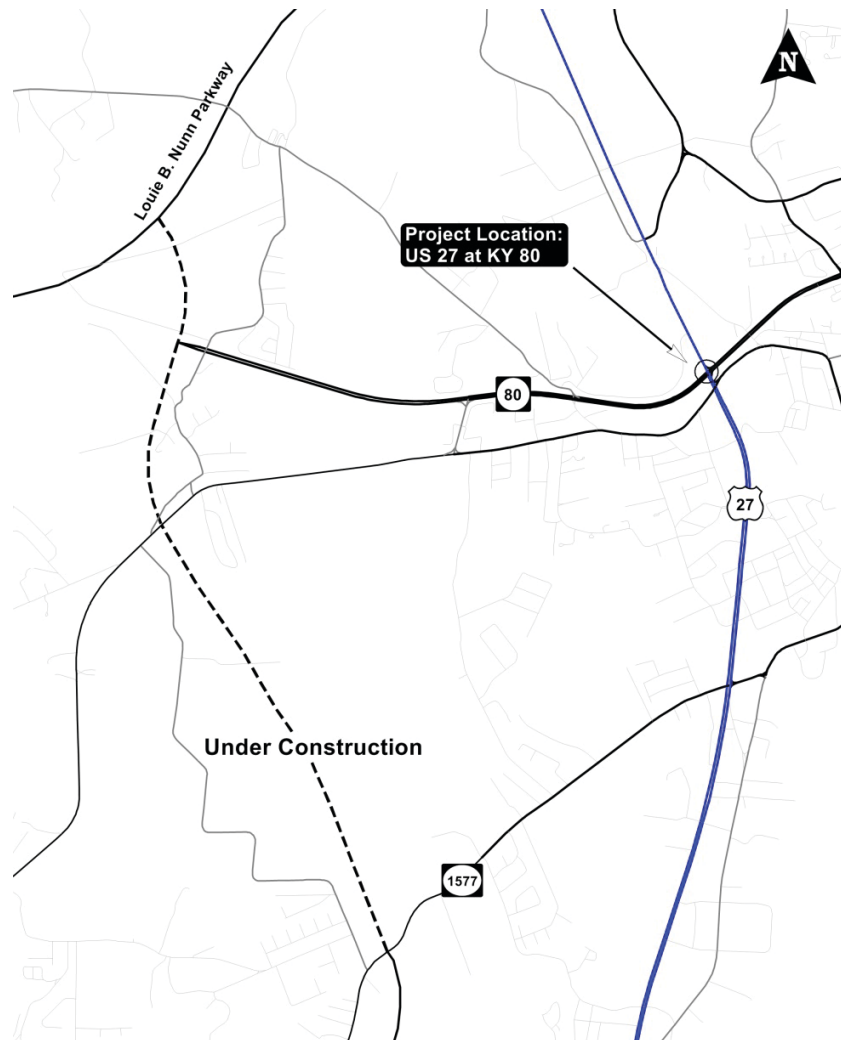 N
Louie B. Nunn Parkway
Project Location:
US 27 at KY 80
80
27
Under Construction
1577